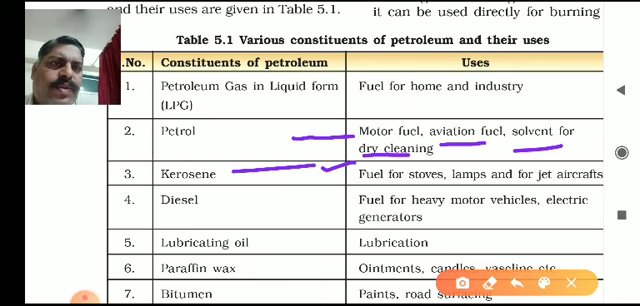 and their uses are given in Table 5.1.
it can be used directly for burning
Table 5.1 Various constituents of petroleum and their uses
.No. Constituents of petroleum Uses
1. Petroleum Gas in Liquid form Fuel for home and industry
(LPG)
2. Petrol Motor fuel, aviation fuel, solvent for
dry cleaning
3. Kerosene Fuel for stoves, lamps and for jet aircrafts
4. Diesel Fuel for heavy motor vehicles, electric
generators
5. Lubricating oil Lubrication
6. Paraffin wax Ointments, candles, vaseline etc.
7. Bitumen Paints, road surfacing